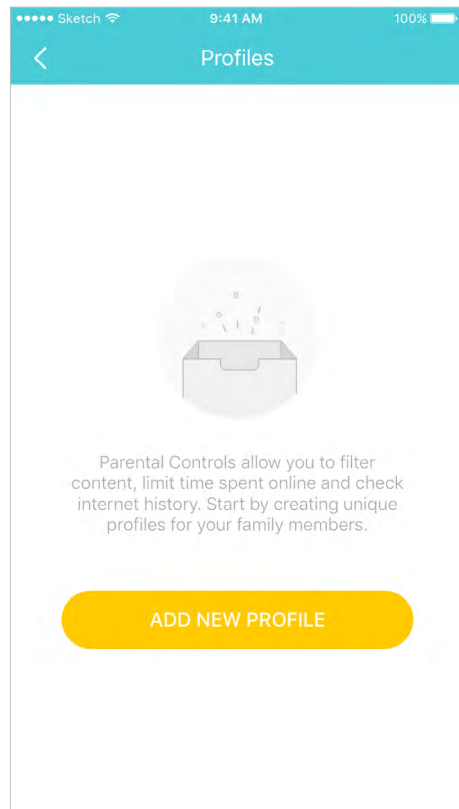 Sketch 9:41 AM 100%
Profiles
Parental Controls allow you to filter
content, limit time spent online and check
internet history. Start by creating unique
profiles for your family members.
ADD NEW PROFILE